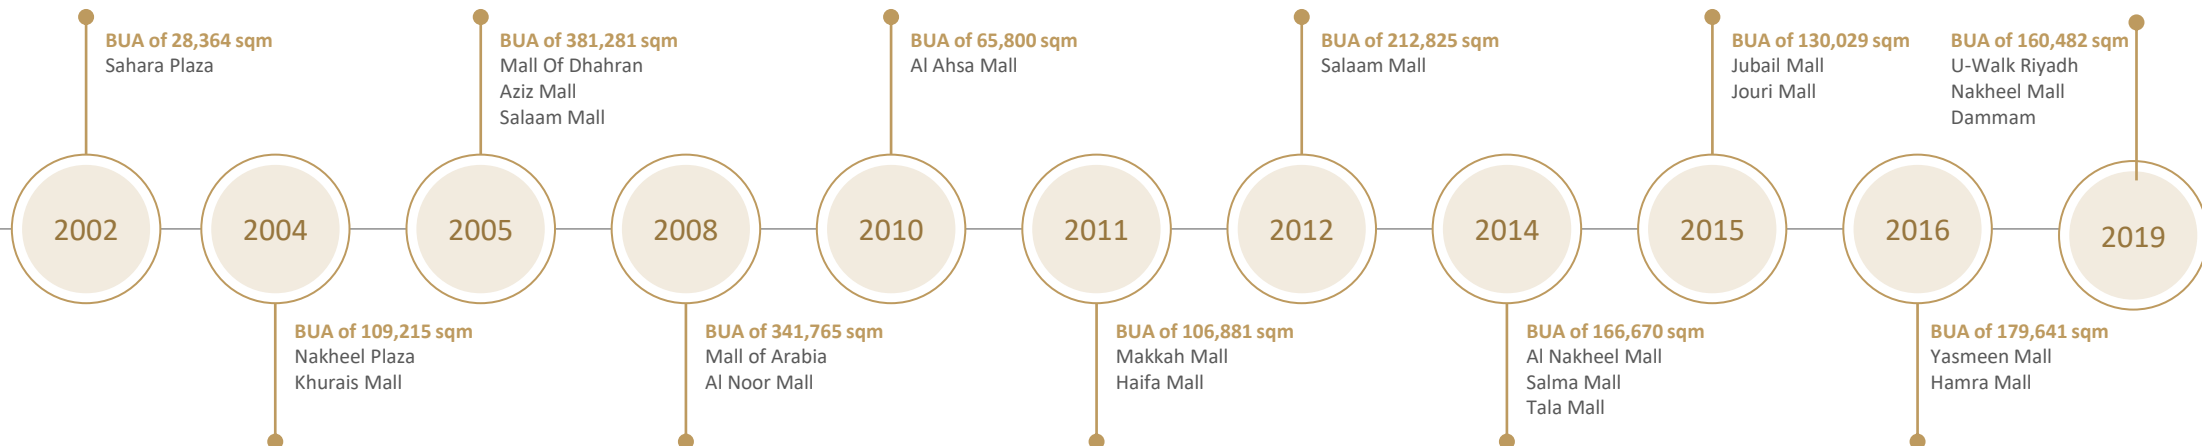 BUA of 28,364 sqm
Sahara Plaza
BUA of 381,281 sqm
Mall Of Dhahran
Aziz Mall
Salaam Mall
BUA of 65,800 sqm
Al Ahsa Mall
BUA of 212,825 sqm
Salaam Mall
BUA of 130,029 sqm
Jubail Mall
Jouri Mall
BUA of 160,482 sqm
U-Walk Riyadh
Nakheel Mall
Dammam
2002
2004
2005
2008
2010
2011
2012
2014
2015
2016
2019
BUA of 109,215 sqm
Nakheel Plaza
Khurais Mall
BUA of 341,765 sqm
Mall of Arabia
Al Noor Mall
BUA of 106,881 sqm
Makkah Mall
Haifa Mall
BUA of 166,670 sqm
Al Nakheel Mall
Salma Mall
Tala Mall
BUA of 179,641 sqm
Yasmeen Mall
Hamra Mall